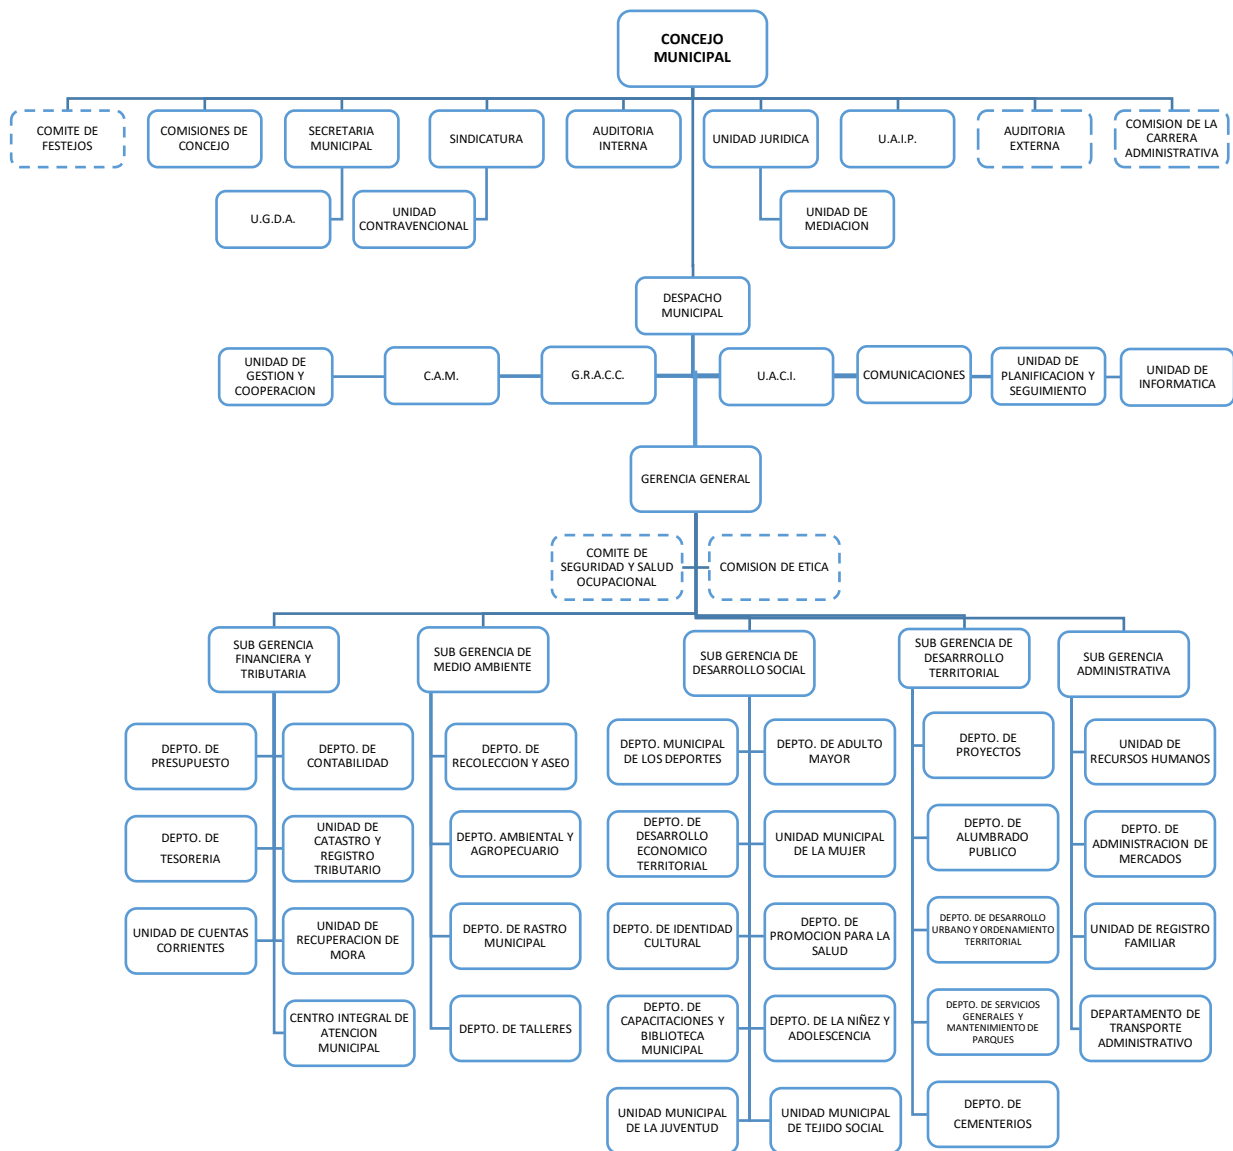 CONCEJO
MUNICIPAL
COMITE DE
FESTEJOS
COMISIONES DE
CONCEJO
SECRETARIA
MUNICIPAL
SINDICATURA
AUDITORIA
INTERNA
UNIDAD JURIDICA
U.A.I.P.
AUDITORIA
EXTERNA
COMISION DE LA
CARRERA
ADMINISTRATIVA
U.G.D.A.
UNIDAD
CONTRAVENCIONAL
UNIDAD DE
MEDIACION
DESPACHO
MUNICIPAL
UNIDAD DE
GESTION Y
COOPERACION
C.A.M.
G.R.A.C.C.
U.A.C.I.
COMUNICACIONES
UNIDAD DE
PLANIFICACION Y
SEGUIMIENTO
UNIDAD DE
INFORMATICA
GERENCIA GENERAL
COMITE DE
SEGURIDAD Y SALUD
OCUPACIONAL
COMISION DE ETICA
SUB GERENCIA
FINANCIERA Y
TRIBUTARIA
SUB GERENCIA DE
MEDIO AMBIENTE
SUB GERENCIA DE
DESARROLLO SOCIAL
SUB GERENCIA DE
DESARRROLLO
TERRITORIAL
SUB GERENCIA
ADMINISTRATIVA
DEPTO. DE
PRESUPUESTO
DEPTO. DE
CONTABILIDAD
DEPTO. DE
RECOLECCION Y ASEO
DEPTO. MUNICIPAL
DE LOS DEPORTES
DEPTO. DE ADULTO
MAYOR
DEPTO. DE
PROYECTOS
UNIDAD DE
RECURSOS HUMANOS
DEPTO. DE
TESORERIA
UNIDAD DE
CATASTRO Y
REGISTRO
TRIBUTARIO
DEPTO. AMBIENTAL Y
AGROPECUARIO
DEPTO. DE
DESARROLLO
ECONOMICO
TERRITORIAL
UNIDAD MUNICIPAL
DE LA MUJER
DEPTO. DE
ALUMBRADO
PUBLICO
DEPTO. DE
ADMINISTRACION DE
MERCADOS
UNIDAD DE CUENTAS
CORRIENTES
UNIDAD DE
RECUPERACION DE
MORA
DEPTO. DE RASTRO
MUNICIPAL
DEPTO. DE IDENTIDAD
CULTURAL
DEPTO. DE
PROMOCION PARA LA
SALUD
DEPTO. DE DESARROLLO
URBANO Y ORDENAMIENTO
TERRITORIAL
UNIDAD DE REGISTRO
FAMILIAR
CENTRO INTEGRAL DE
ATENCION
MUNICIPAL
DEPTO. DE TALLERES
DEPTO. DE
CAPACITACIONES Y
BIBLIOTECA
MUNICIPAL
DEPTO. DE LA NIÑEZ Y
ADOLESCENCIA
DEPTO. DE SERVICIOS
GENERALES Y
MANTENIMIENTO DE
PARQUES
DEPARTAMENTO DE
TRANSPORTE
ADMINISTRATIVO
UNIDAD MUNICIPAL
DE LA JUVENTUD
UNIDAD MUNICIPAL
DE TEJIDO SOCIAL
DEPTO. DE
CEMENTERIOS